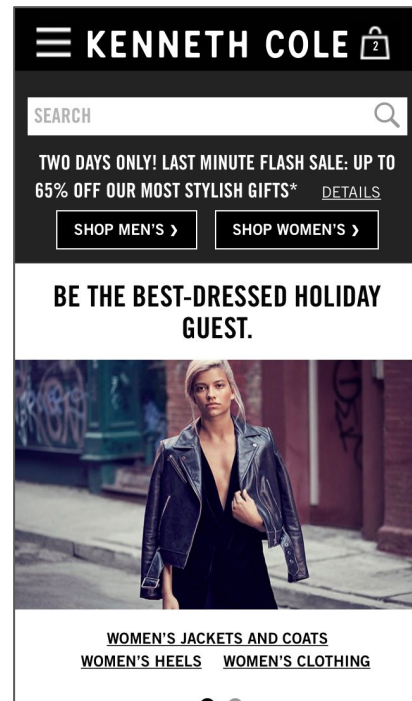 KENNETH COLE
2
SEARCH
TWO DAYS ONLY! LAST MINUTE FLASH SALE: UP TO
65% OFF OUR MOST STYLISH GIFTS* DETAILS
SHOP MEN'S ❯ SHOP WOMEN'S ❯
BE THE BEST-DRESSED HOLIDAY
GUEST.
WOMEN'S JACKETS AND COATS
WOMEN'S HEELS WOMEN'S CLOTHING